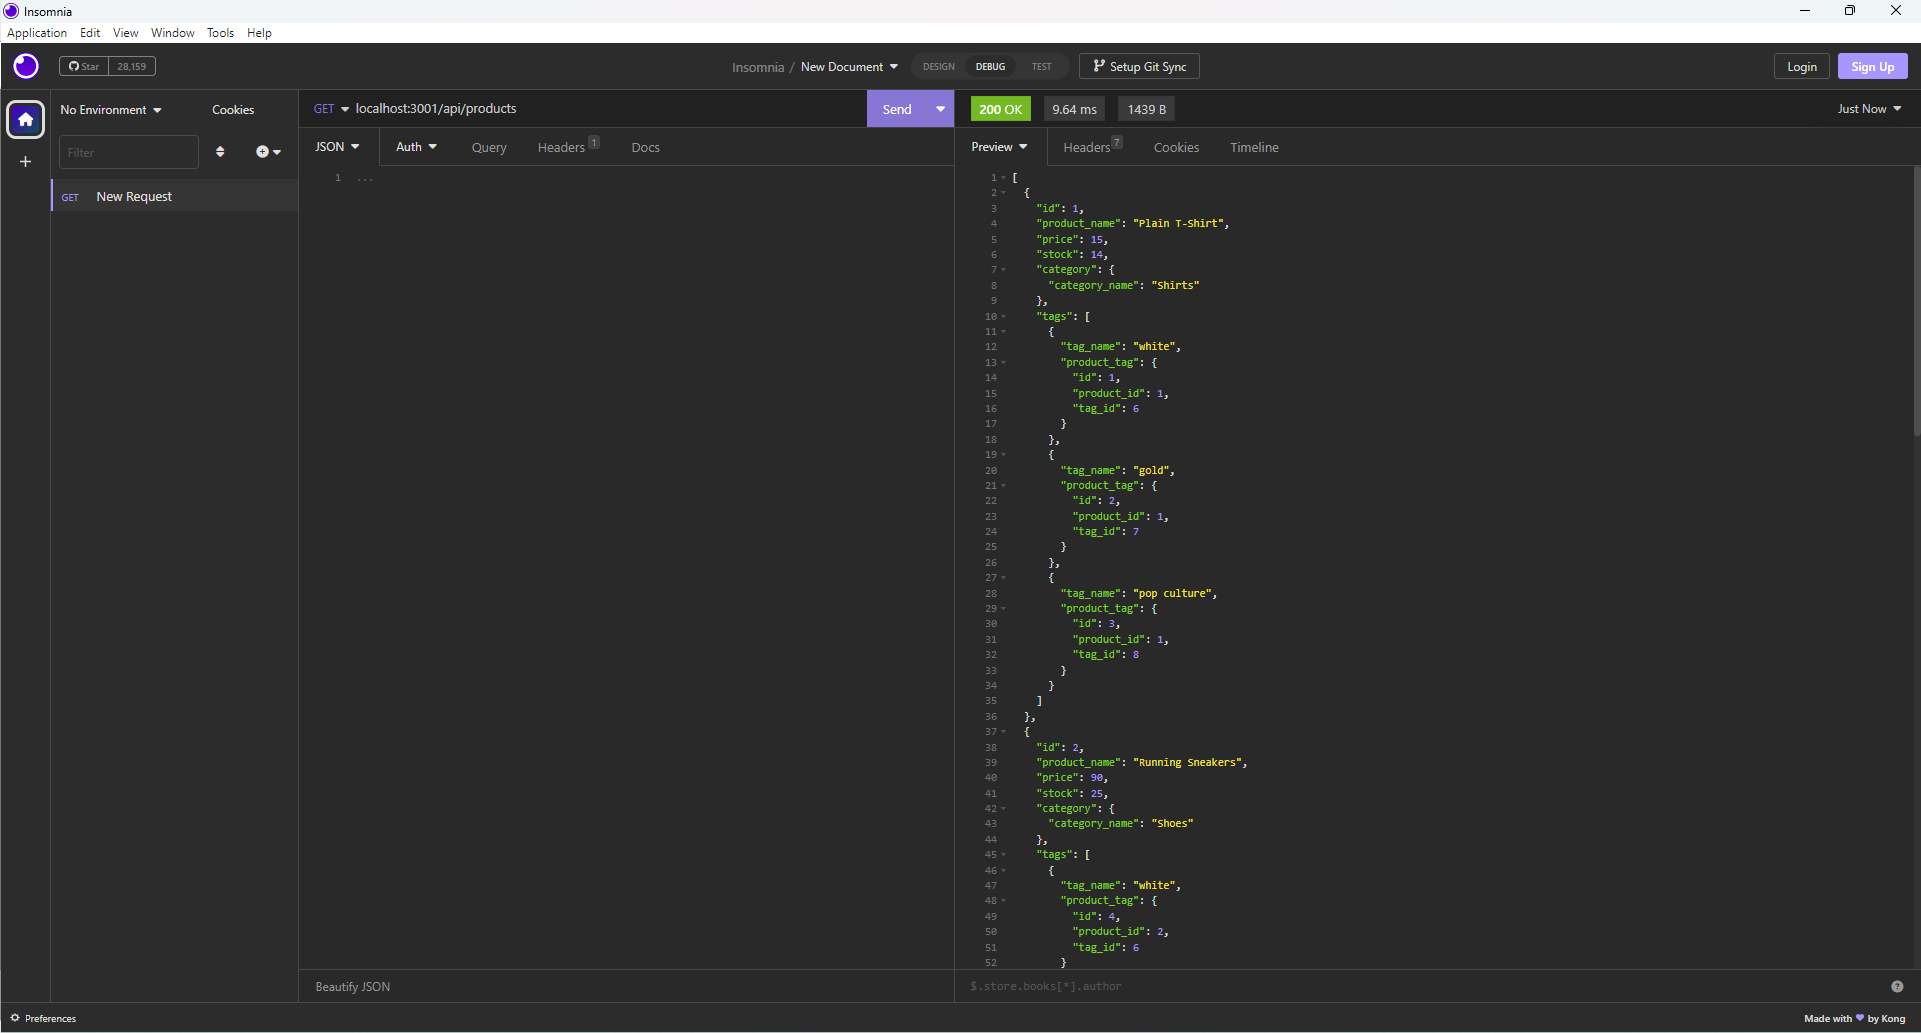 Insomnia
Application Edit View Window Tools Help
Star 28,159
Insomnia / New Document
DESIGN DEBUG TEST
Setup Git Sync
Login Sign Up
No Environment Cookies
Filter
GET New Request
GET localhost:3001/api/products Send
JSON Auth Query Headers 1 Docs
1 ...
Beautify JSON
200 OK 9.64 ms 1439 B Just Now
Preview Headers 7 Cookies Timeline
1 [
2 {
3 "id": 1,
4 "product_name": "Plain T-Shirt",
5 "price": 15,
6 "stock": 14,
7 "category": {
8 "category_name": "Shirts"
9 },
10 "tags": [
11 {
12 "tag_name": "white",
13 "product_tag": {
14 "id": 1,
15 "product_id": 1,
16 "tag_id": 6
17 }
18 },
19 {
20 "tag_name": "gold",
21 "product_tag": {
22 "id": 2,
23 "product_id": 1,
24 "tag_id": 7
25 }
26 },
27 {
28 "tag_name": "pop culture",
29 "product_tag": {
30 "id": 3,
31 "product_id": 1,
32 "tag_id": 8
33 }
34 }
35 ]
36 },
37 {
38 "id": 2,
39 "product_name": "Running Sneakers",
40 "price": 90,
41 "stock": 25,
42 "category": {
43 "category_name": "Shoes"
44 },
45 "tags": [
46 {
47 "tag_name": "white",
48 "product_tag": {
49 "id": 4,
50 "product_id": 2,
51 "tag_id": 6
52 }
$.store.books[*].author
Preferences
Made with ♥ by Kong